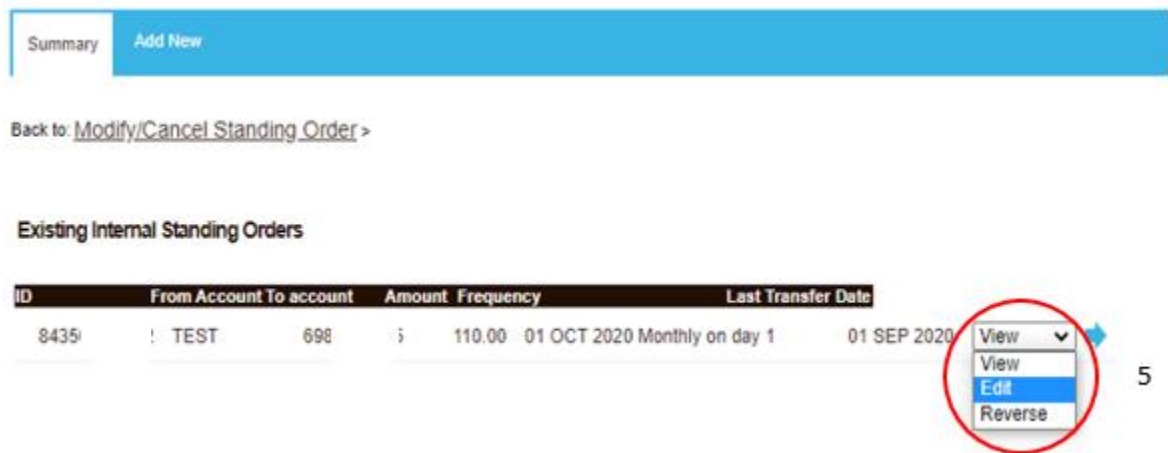 Summary Add New
Back to: Modify/Cancel Standing Order >
Existing Internal Standing Orders
ID From Account To account Amount Frequency Last Transfer Date
TEST 110.00 01 OCT 2020 Monthly on day 1 01 SEP 2020 View
View
Edit
Reverse
5